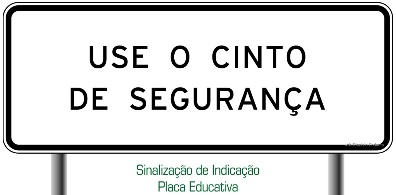 USE O CINTO
DE SEGURANÇA
Sinalização de Indicação
Placa Educativa